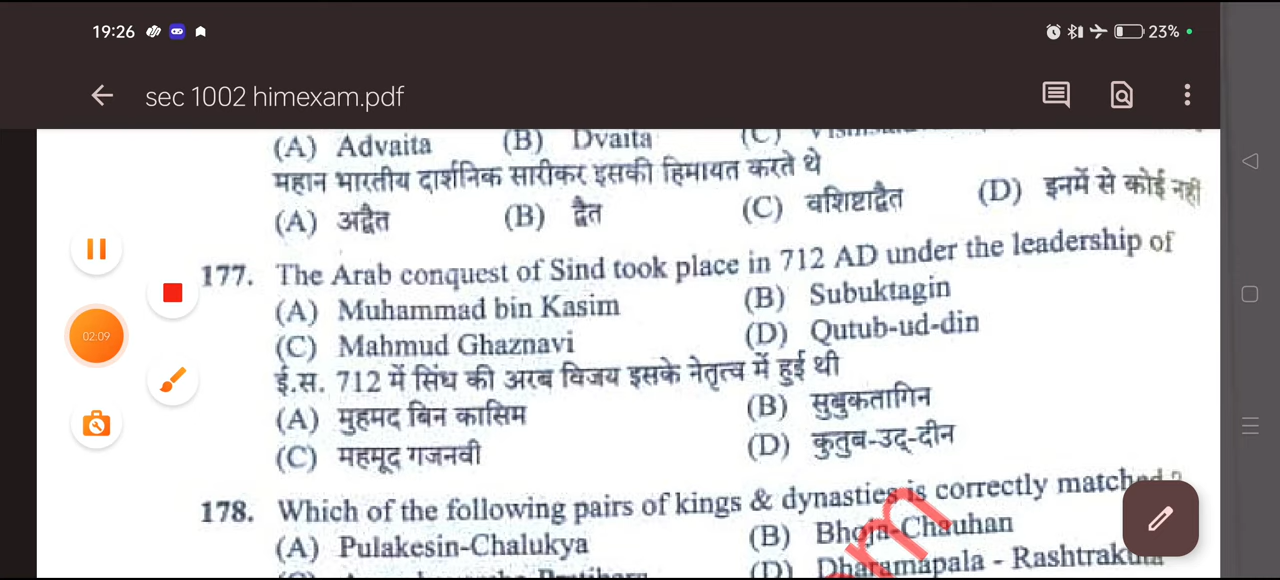 19:26
23%
sec 1002 himexam.pdf
(A) Advaita (B) Dvaita (C)
महान भारतीय दार्शनिक सारीकर इसकी हिमायत करते थे
(A) अद्वैत (B) द्वैत (C) वशिष्टाद्वैत (D) इनमें से कोई नहीं
177. The Arab conquest of Sind took place in 712 AD under the leadership of
(A) Muhammad bin Kasim (B) Subuktagin
(C) Mahmud Ghaznavi (D) Qutub-ud-din
ई.स. 712 में सिंध की अरब विजय इसके नेतृत्व में हुई थी
(A) मुहमद बिन कासिम (B) सुबुकतागिन
(C) महमूद गजनवी (D) कुतुब-उद्-दीन
02:09
178. Which of the following pairs of kings & dynasties is correctly matched ?
(A) Pulakesin-Chalukya (B) Bhoja-Chauhan
(D) Dharamapala - Rashtrakuta